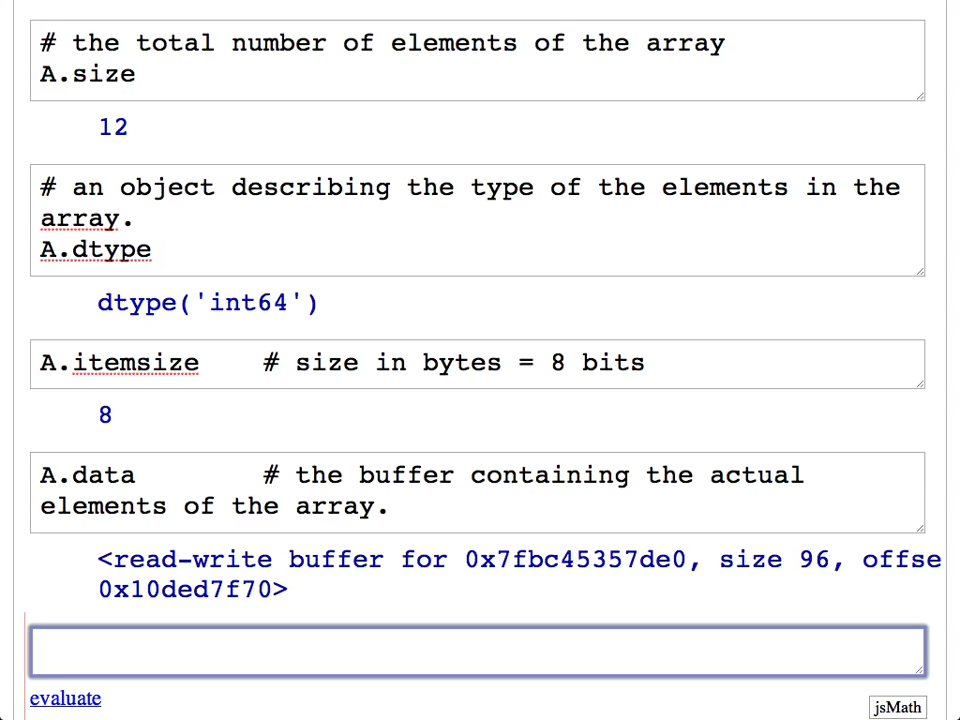 # the total number of elements of the array
A.size
12
# an object describing the type of the elements in the
array.
A.dtype
dtype('int64')
A.itemsize    # size in bytes = 8 bits
8
A.data        # the buffer containing the actual
elements of the array.
<read-write buffer for 0x7fbc45357de0, size 96, offse
0x10ded7f70>
evaluate
jsMath